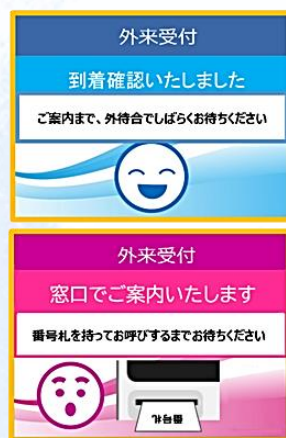 外来受付
到着確認いたしました
ご案内まで、外待合でしばらくお待ちください
外来受付
窓口でご案内いたします
番号札を持ってお呼びするまでお待ちください
番号札